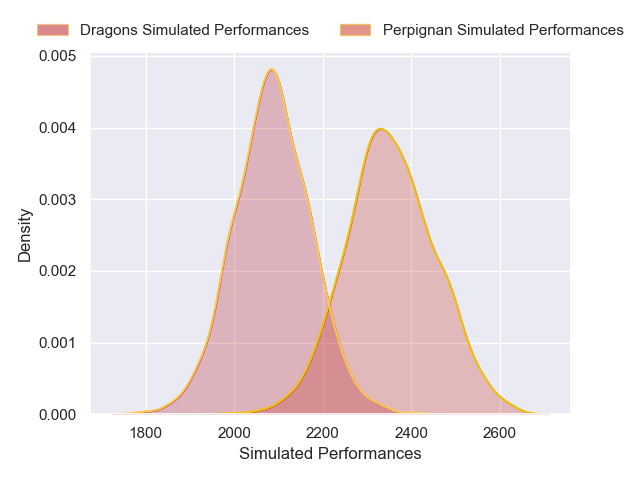 Dragons Simulated Performances Perpignan Simulated Performances
0.005
0.004
0.003
0.002
0.001
0.000
Density
1800 2000 2200 2400 2600
Simulated Performances